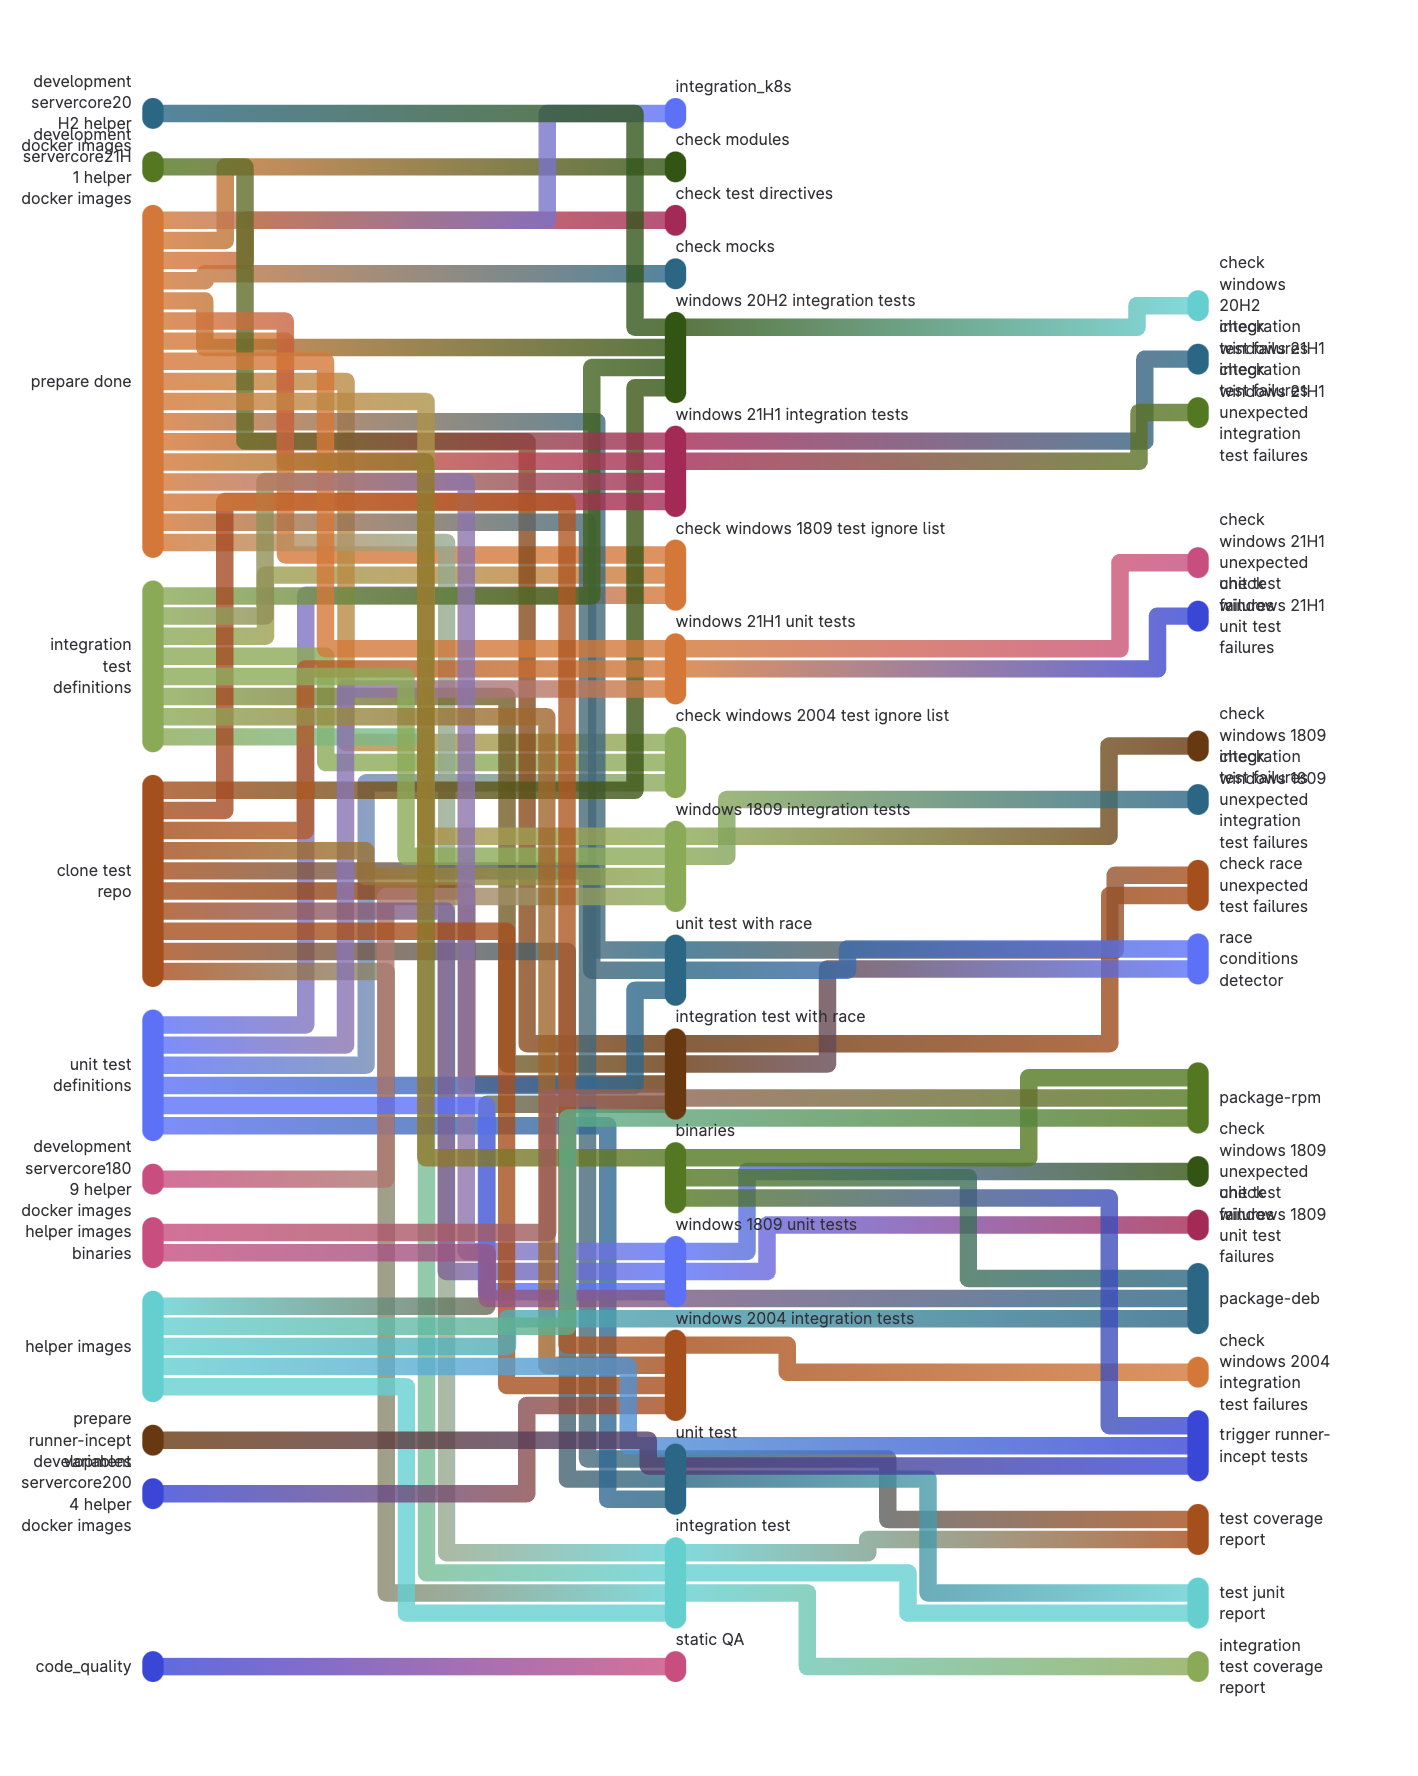 development
servercore20
H2 helper
docker images
development
servercore21H
1 helper
docker images
prepare done
integration
test
definitions
clone test
repo
unit test
definitions
development
servercore180
9 helper
docker images
helper images
binaries
helper images
prepare
runner-incept
variables
development
servercore200
4 helper
docker images
code_quality
integration_k8s
check modules
check test directives
check mocks
windows 20H2 integration tests
windows 21H1 integration tests
check windows 1809 test ignore list
windows 21H1 unit tests
check windows 2004 test ignore list
windows 1809 integration tests
unit test with race
integration test with race
binaries
windows 1809 unit tests
windows 2004 integration tests
unit test
integration test
static QA
check
windows
20H2
integration
test failures
check
windows 21H1
integration
test failures
check
windows 21H1
unexpected
integration
test failures
check
windows 21H1
unexpected
unit test
failures
check
windows 21H1
unit test
failures
check
windows 1809
integration
test failures
check
windows 1809
unexpected
integration
test failures
check race
unexpected
test failures
race
conditions
detector
package-rpm
check
windows 1809
unexpected
unit test
failures
check
windows 1809
unit test
failures
package-deb
check
windows 2004
integration
test failures
trigger runner-
incept tests
test coverage
report
test junit
report
integration
test coverage
report